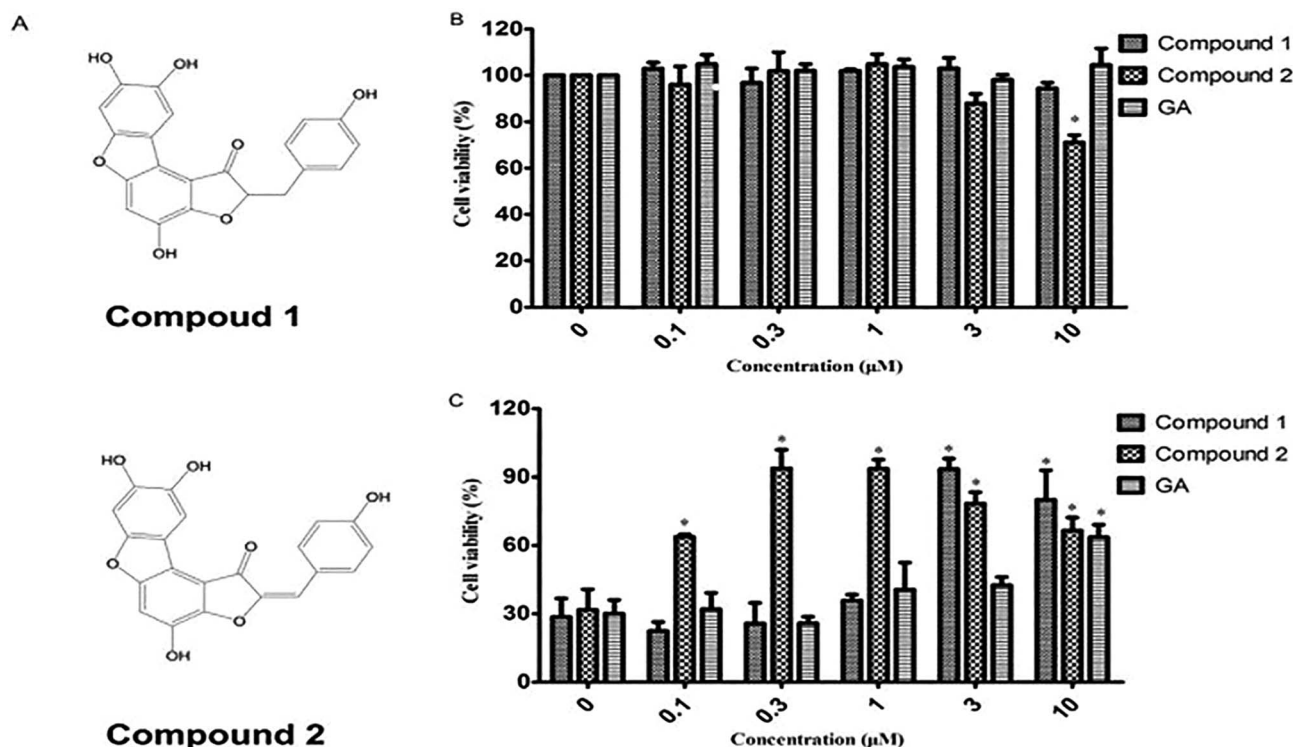 A
HO
OH
OH
O
O
O
OH
Compoud 1
HO
OH
OH
O
O
O
OH
Compound 2
B
Cell viability (%)
120
100
80
60
40
20
0
*
0 0.1 0.3 1 3 10
Concentration (μM)
Compound 1
Compound 2
GA
C
Cell viability (%)
120
90
60
30
0
* * * * * * * *
0 0.1 0.3 1 3 10
Concentration (μM)
Compound 1
Compound 2
GA